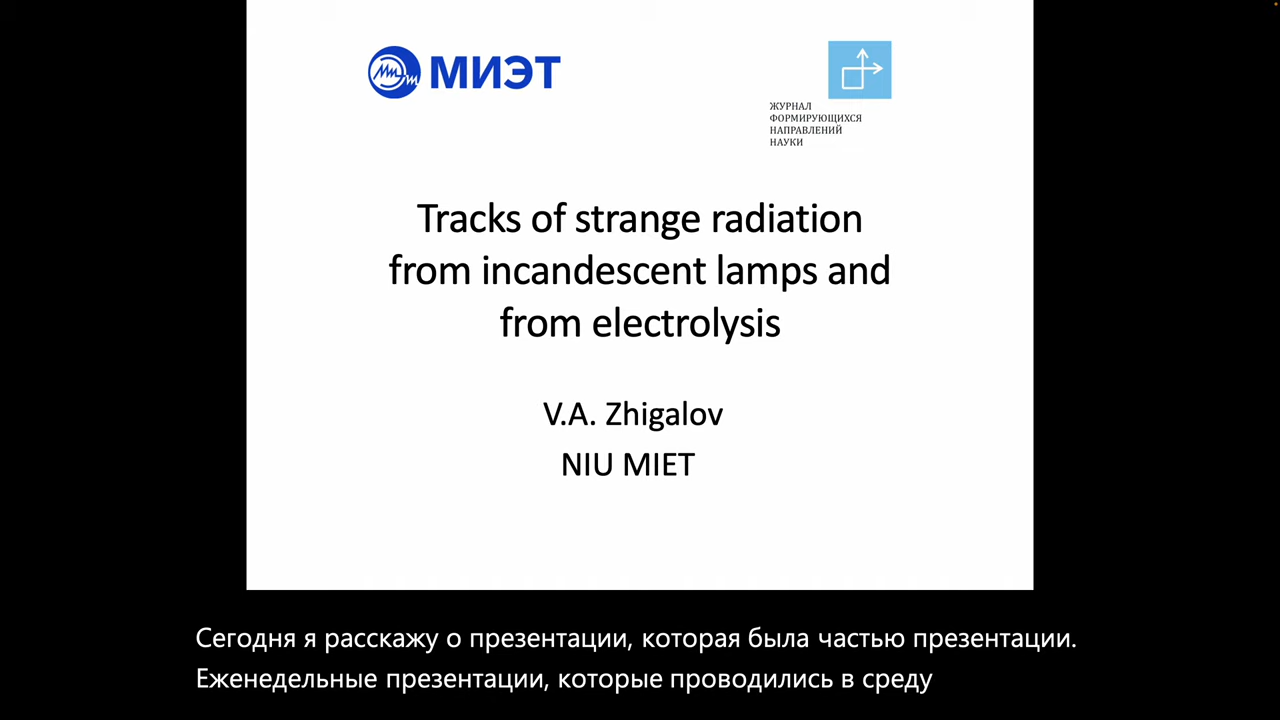 МИЭТ
ЖУРНАЛ
ФОРМИРУЮЩИХСЯ
НАПРАВЛЕНИЙ
НАУКИ
Tracks of strange radiation
from incandescent lamps and
from electrolysis
V.A. Zhigalov
NIU MIET
Сегодня я расскажу о презентации, которая была частью презентации.
Еженедельные презентации, которые проводились в среду